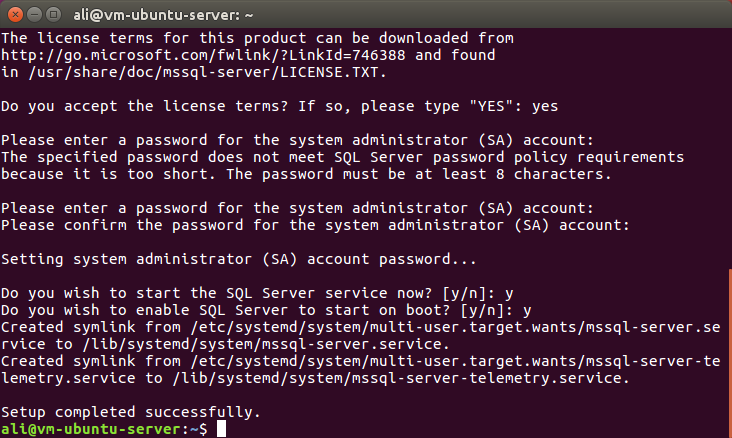 ali@vm-ubuntu-server: ~
The license terms for this product can be downloaded from
http://go.microsoft.com/fwlink/?LinkId=746388 and found
in /usr/share/doc/mssql-server/LICENSE.TXT.
Do you accept the license terms? If so, please type "YES": yes
Please enter a password for the system administrator (SA) account:
The specified password does not meet SQL Server password policy requirements
because it is too short. The password must be at least 8 characters.
Please enter a password for the system administrator (SA) account:
Please confirm the password for the system administrator (SA) account:
Setting system administrator (SA) account password...
Do you wish to start the SQL Server service now? [y/n]: y
Do you wish to enable SQL Server to start on boot? [y/n]: y
Created symlink from /etc/systemd/system/multi-user.target.wants/mssql-server.se
rvice to /lib/systemd/system/mssql-server.service.
Created symlink from /etc/systemd/system/multi-user.target.wants/mssql-server-te
lemetry.service to /lib/systemd/system/mssql-server-telemetry.service.
Setup completed successfully.
ali@vm-ubuntu-server:~$